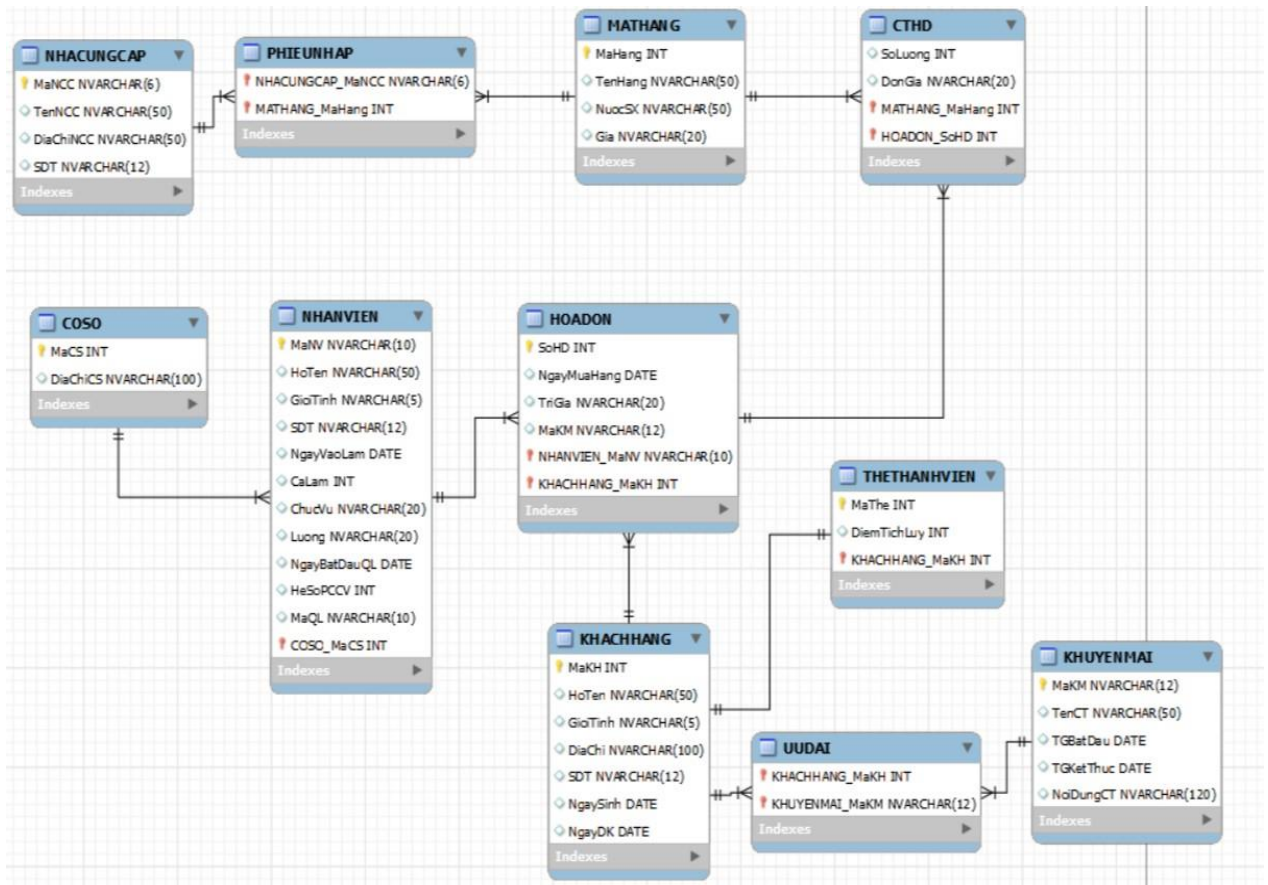 NHACUNGCAP
MaNCC NVARCHAR(6)
TenNCC NVARCHAR(50)
DiaChiNCC NVARCHAR(50)
SDT NVARCHAR(12)
Indexes
PHIEUNHAP
NHACUNGCAP_MaNCC NVARCHAR(6)
MATHANG_MaHang INT
Indexes
MATHANG
MaHang INT
TenHang NVARCHAR(50)
NuocSX NVARCHAR(50)
Gia NVARCHAR(20)
Indexes
CTHD
SoLuong INT
DonGia NVARCHAR(20)
MATHANG_MaHang INT
HOADON_SoHD INT
Indexes
COSO
MaCS INT
DiaChiCS NVARCHAR(100)
Indexes
NHANVIEN
MaNV NVARCHAR(10)
HoTen NVARCHAR(50)
GioiTinh NVARCHAR(5)
SDT NVARCHAR(12)
NgayVaoLam DATE
CaLam INT
ChucVu NVARCHAR(20)
Luong NVARCHAR(20)
NgayBatDauQL DATE
HeSoPCCV INT
MaQL NVARCHAR(10)
COSO_MaCS INT
Indexes
HOADON
SoHD INT
NgayMuaHang DATE
TriGia NVARCHAR(20)
MaKM NVARCHAR(12)
NHANVIEN_MaNV NVARCHAR(10)
KHACHHANG_MaKH INT
Indexes
THETHANHVIEN
MaThe INT
DiemTichLuy INT
KHACHHANG_MaKH INT
Indexes
KHACHHANG
MaKH INT
HoTen NVARCHAR(50)
GioiTinh NVARCHAR(5)
DiaChi NVARCHAR(100)
SDT NVARCHAR(12)
NgaySinh DATE
NgayDK DATE
Indexes
UUDAI
KHACHHANG_MaKH INT
KHUYENMAI_MaKM NVARCHAR(12)
Indexes
KHUYENMAI
MaKM NVARCHAR(12)
TenCT NVARCHAR(50)
TGBatDau DATE
TGKetThuc DATE
NoiDungCT NVARCHAR(120)
Indexes